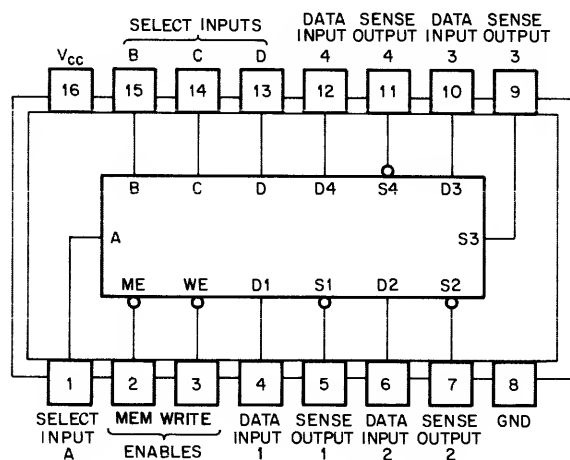 SELECT INPUTS
DATA INPUT 4
SENSE OUTPUT 4
DATA INPUT 3
SENSE OUTPUT 3
VCC B C D
16 15 14 13 12 11 10 9
B C D D4 S4 D3
A S3
ME WE D1 S1 D2 S2
1 2 3 4 5 6 7 8
SELECT INPUT A
MEM WRITE
ENABLES
DATA INPUT 1
SENSE OUTPUT 1
DATA INPUT 2
SENSE OUTPUT 2
GND